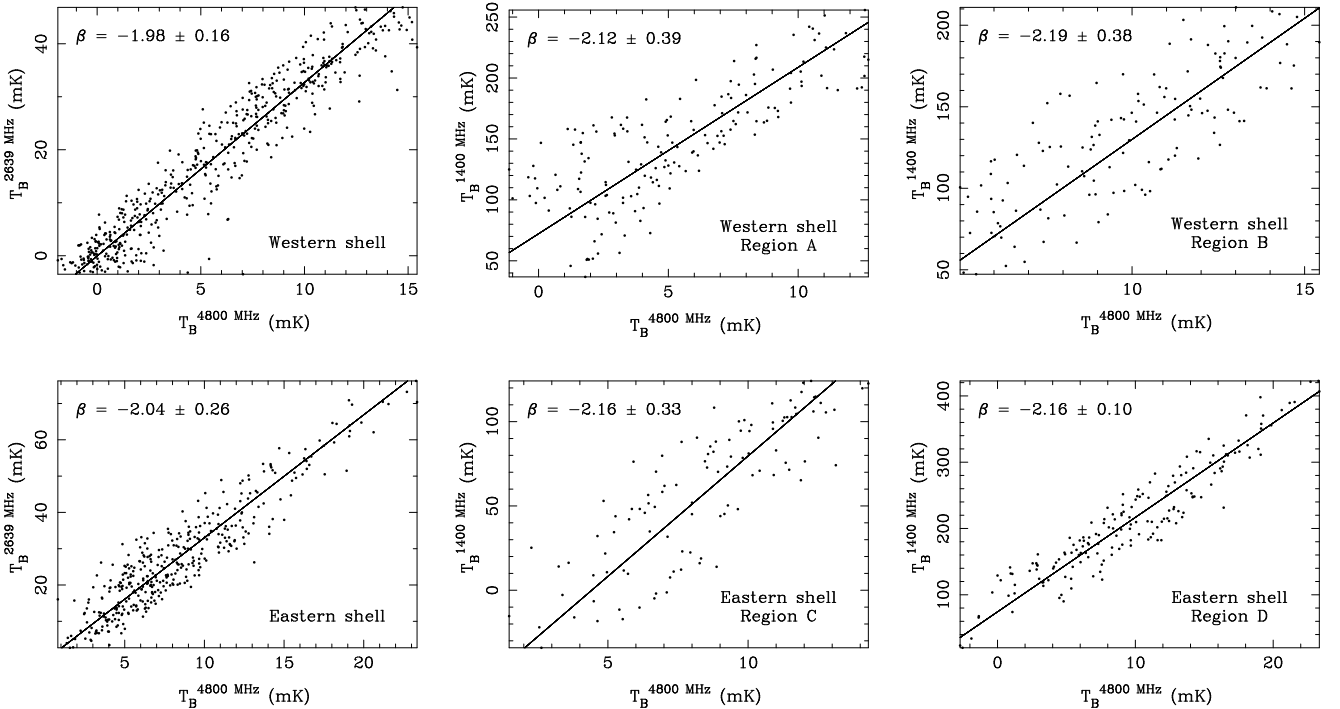 β = −1.98 ± 0.16
Western shell
T_B^2639 MHz (mK)
0
20
40
0
5
10
15
T_B^4800 MHz (mK)
β = −2.12 ± 0.39
Western shell
Region A
T_B^1400 MHz (mK)
50
100
150
200
250
0
5
10
T_B^4800 MHz (mK)
β = −2.19 ± 0.38
Western shell
Region B
T_B^1400 MHz (mK)
50
100
150
200
10
15
T_B^4800 MHz (mK)
β = −2.04 ± 0.26
Eastern shell
T_B^2639 MHz (mK)
20
40
60
5
10
15
20
T_B^4800 MHz (mK)
β = −2.16 ± 0.33
Eastern shell
Region C
T_B^1400 MHz (mK)
0
50
100
5
10
T_B^4800 MHz (mK)
β = −2.16 ± 0.10
Eastern shell
Region D
T_B^1400 MHz (mK)
100
200
300
400
0
10
20
T_B^4800 MHz (mK)